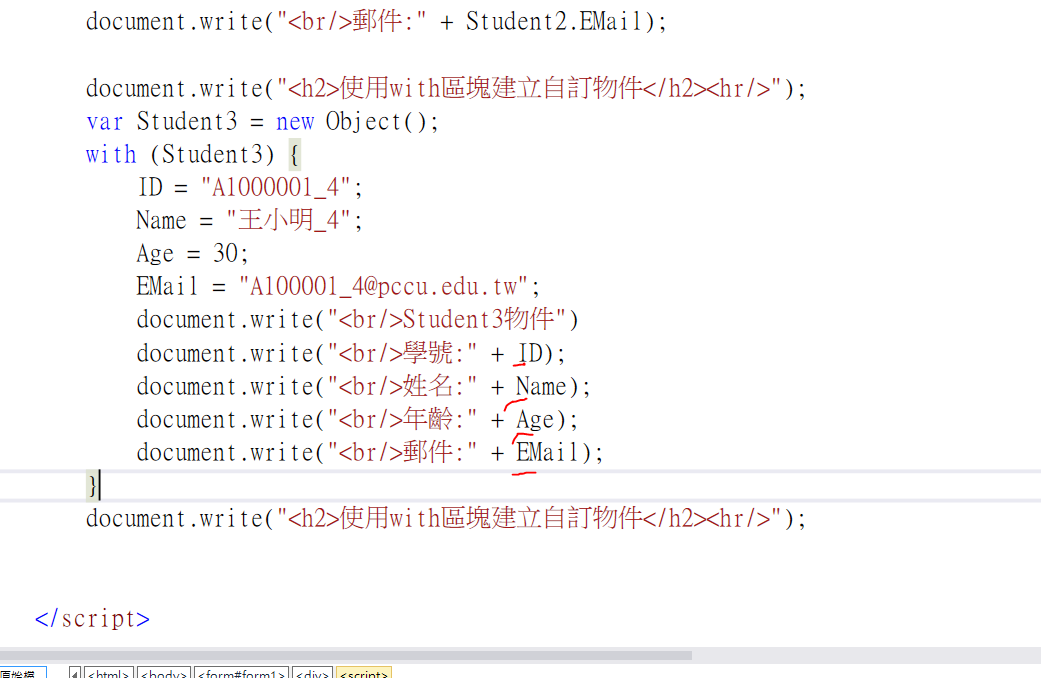 document.write("<br/>郵件:" + Student2.EMail);
document.write("<h2>使用with區塊建立自訂物件</h2><hr/>");
var Student3 = new Object();
with (Student3) {
ID = "A1000001_4";
Name = "王小明_4";
Age = 30;
EMail = "A100001_4@pccu.edu.tw";
document.write("<br/>Student3物件")
document.write("<br/>學號:" + ID);
document.write("<br/>姓名:" + Name);
document.write("<br/>年齡:" + Age);
document.write("<br/>郵件:" + EMail);
}
document.write("<h2>使用with區塊建立自訂物件</h2><hr/>");
</script>
原始檔 <html> <body> <form#form1> <div> <script>